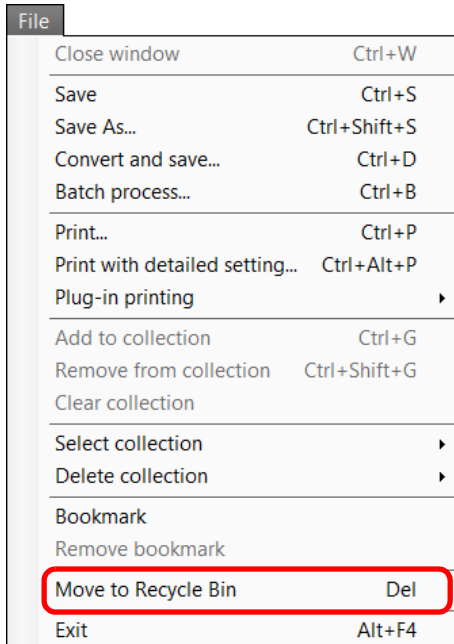 File
Close window Ctrl+W
Save Ctrl+S
Save As... Ctrl+Shift+S
Convert and save... Ctrl+D
Batch process... Ctrl+B
Print... Ctrl+P
Print with detailed setting... Ctrl+Alt+P
Plug-in printing
Add to collection Ctrl+G
Remove from collection Ctrl+Shift+G
Clear collection
Select collection
Delete collection
Bookmark
Remove bookmark
Move to Recycle Bin Del
Exit Alt+F4